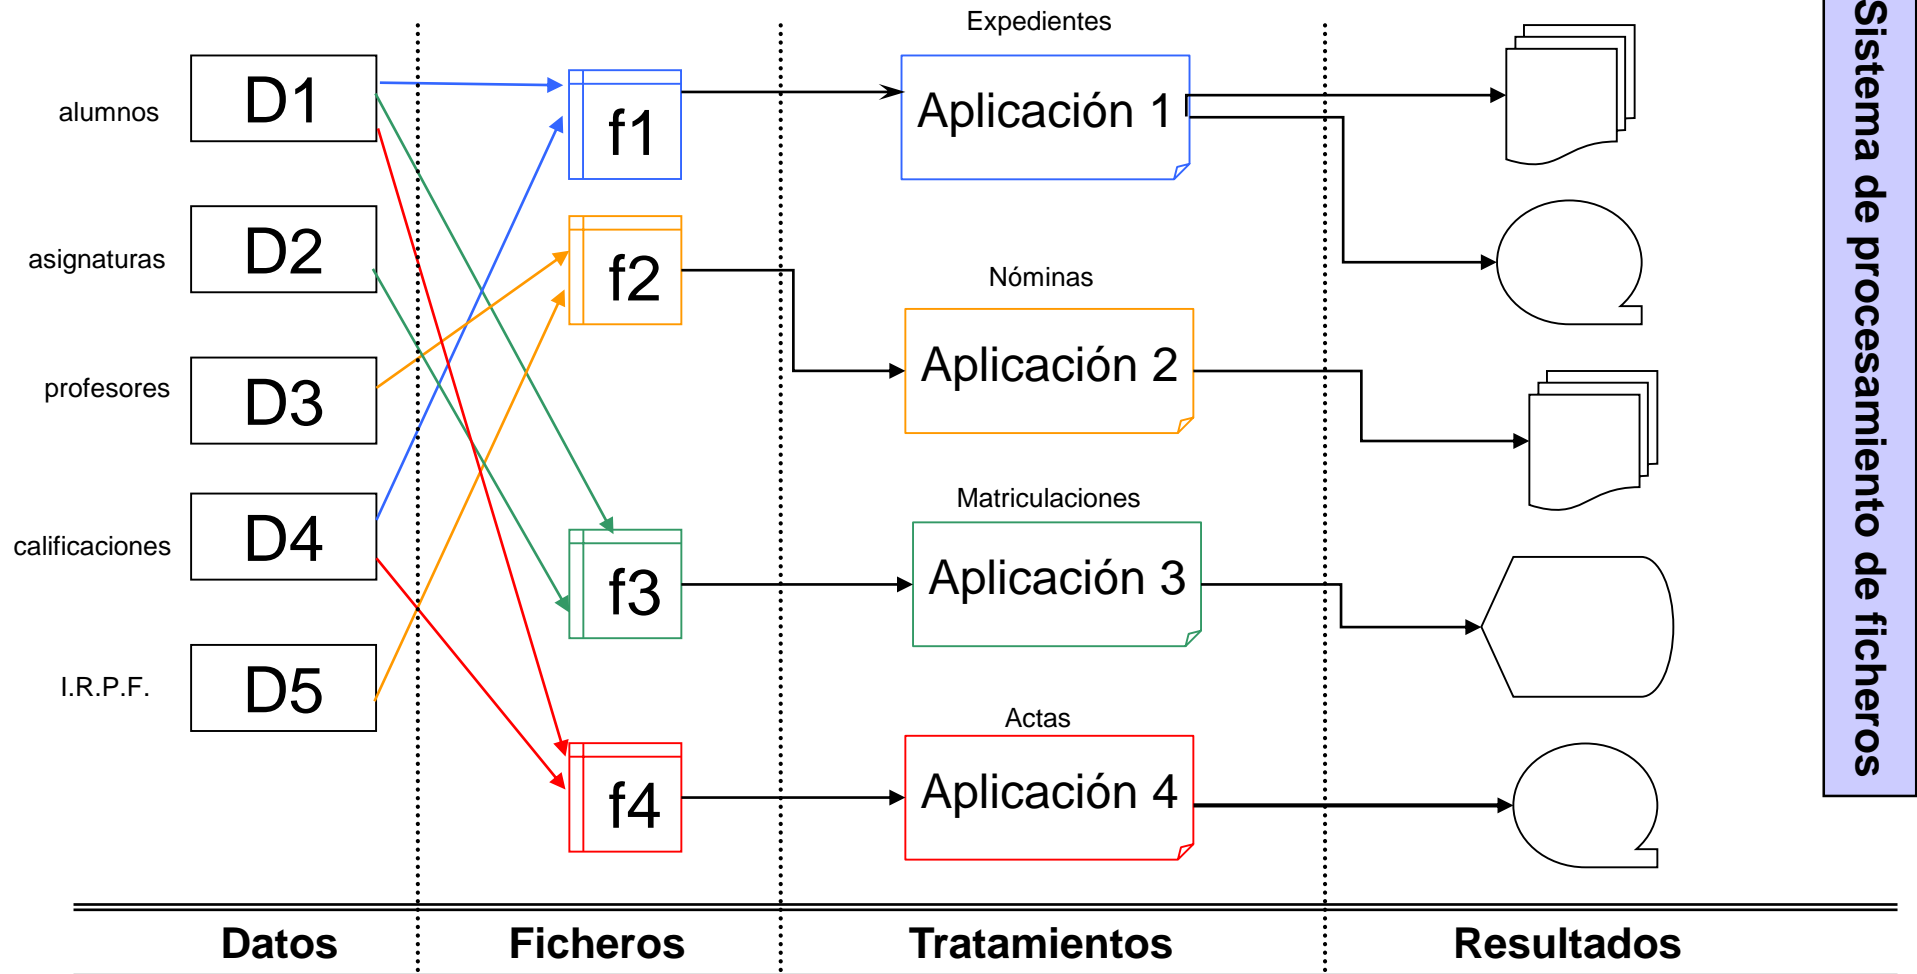 Expedientes
alumnos
D1
f1
Aplicación 1
asignaturas
D2
f2
Nóminas
Aplicación 2
profesores
D3
Matriculaciones
calificaciones
D4
f3
Aplicación 3
I.R.P.F.
D5
Actas
f4
Aplicación 4
Datos
Ficheros
Tratamientos
Resultados
Sistema de procesamiento de ficheros